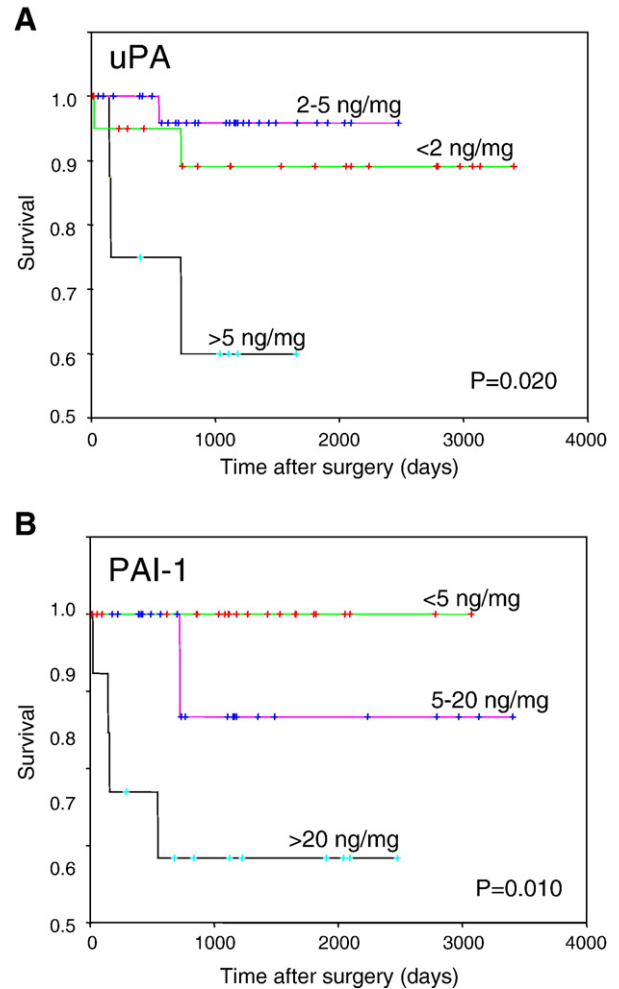 A
uPA
1.0
2-5 ng/mg
<2 ng/mg
0.9
0.8
Survival
0.7
>5 ng/mg
0.6
P=0.020
0.5
0 1000 2000 3000 4000
Time after surgery (days)
B
PAI-1
<5 ng/mg
1.0
0.9
5-20 ng/mg
0.8
Survival
0.7
>20 ng/mg
0.6
P=0.010
0.5
0 1000 2000 3000 4000
Time after surgery (days)